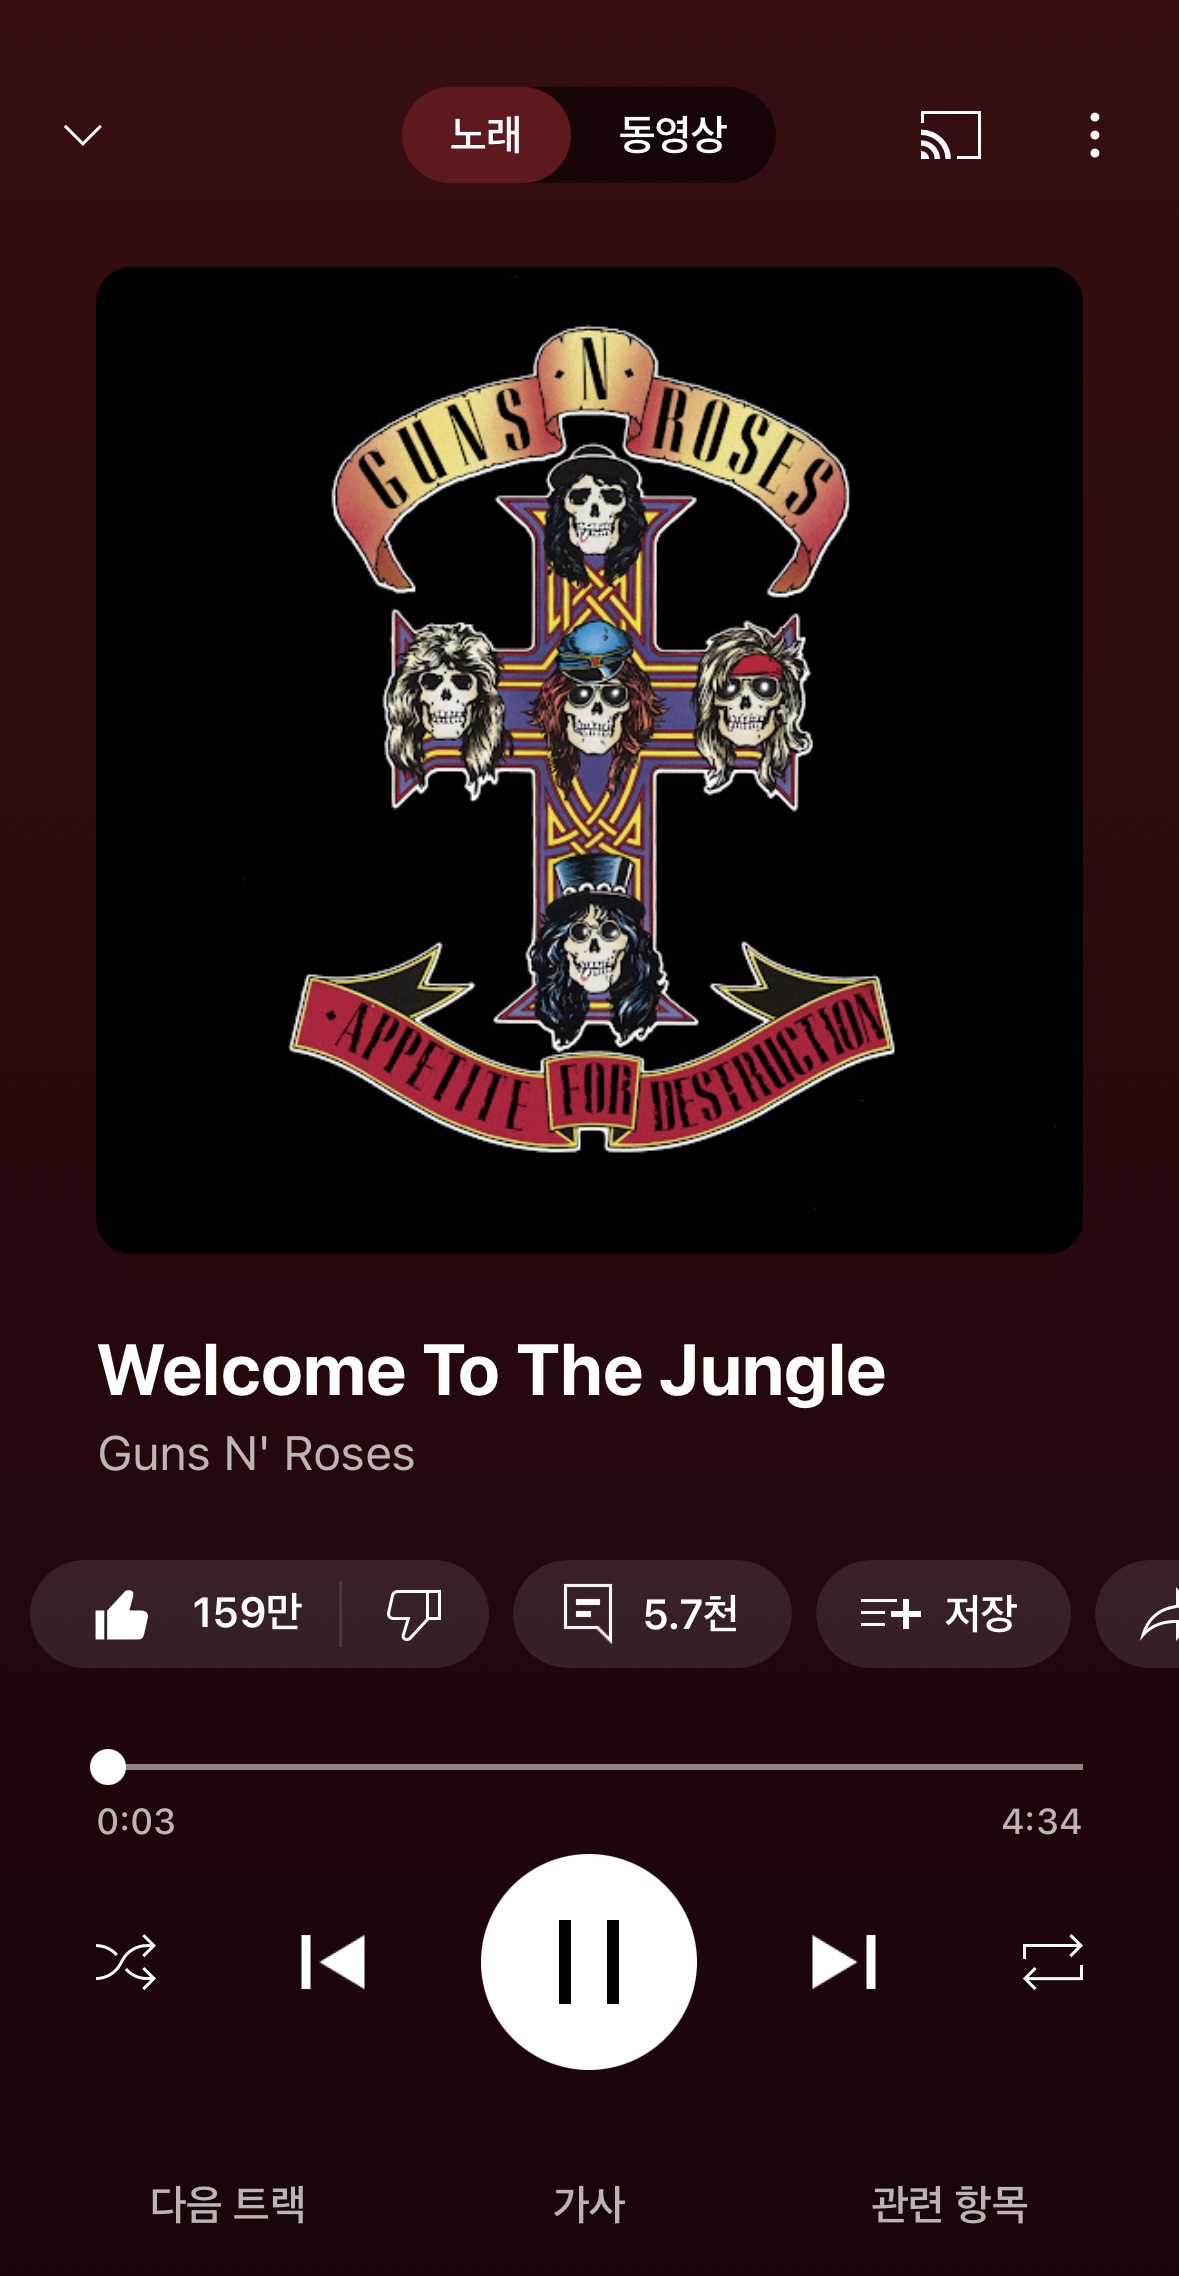 노래 동영상
GUNS · N · ROSES
· APPETITE FOR DESTRUCTION
Welcome To The Jungle
Guns N' Roses
159만 5.7천 저장
0:03 4:34
다음 트랙 가사 관련 항목